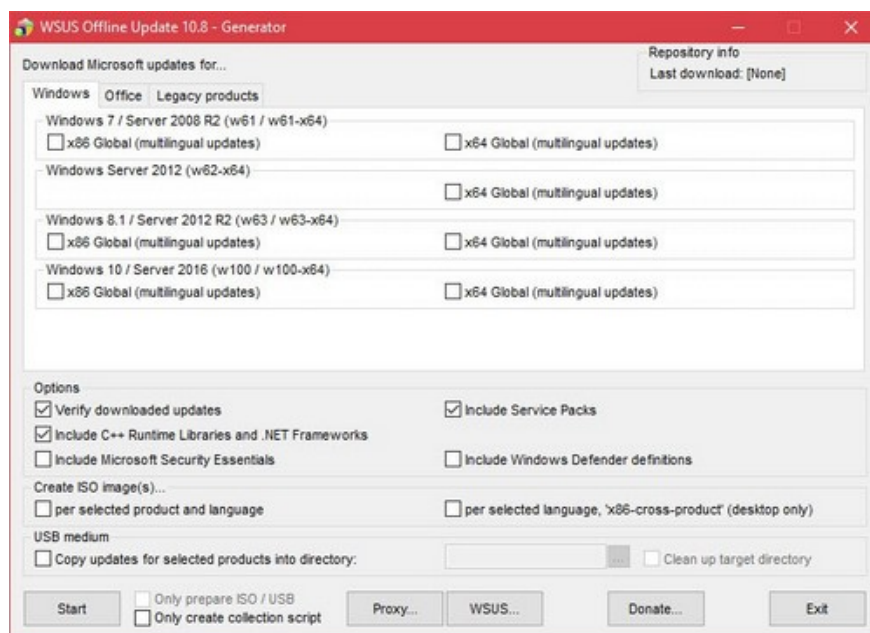 WSUS Offline Update 10.8 - Generator
Download Microsoft updates for...
Repository info
Last download: [None]
Windows Office Legacy products
Windows 7 / Server 2008 R2 (w61 / w61-x64)
x86 Global (multilingual updates) x64 Global (multilingual updates)
Windows Server 2012 (w62-x64)
x64 Global (multilingual updates)
Windows 8.1 / Server 2012 R2 (w63 / w63-x64)
x86 Global (multilingual updates) x64 Global (multilingual updates)
Windows 10 / Server 2016 (w100 / w100-x64)
x86 Global (multilingual updates) x64 Global (multilingual updates)
Options
Verify downloaded updates Include Service Packs
Include C++ Runtime Libraries and .NET Frameworks
Include Microsoft Security Essentials Include Windows Defender definitions
Create ISO image(s)...
per selected product and language per selected language, 'x86-cross-product' (desktop only)
USB medium
Copy updates for selected products into directory: ... Clean up target directory
Start Only prepare ISO / USB Proxy... WSUS... Donate... Exit
Only create collection script